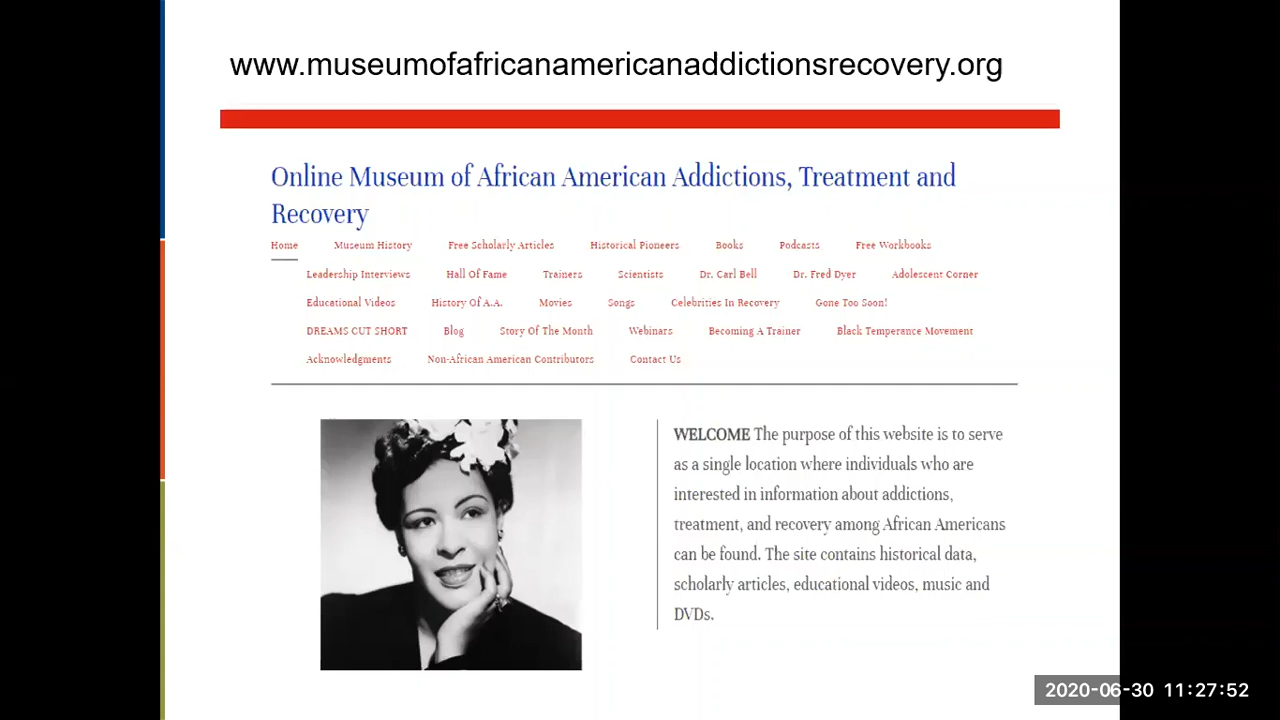 www.museumofafricanamericanaddictionsrecovery.org
Online Museum of African American Addictions, Treatment and
Recovery
Home Museum History Free Scholarly Articles Historical Pioneers Books Podcasts Free Workbooks
Leadership Interviews Hall Of Fame Trainers Scientists Dr. Carl Bell Dr. Fred Dyer Adolescent Corner
Educational Videos History Of A.A. Movies Songs Celebrities In Recovery Gone Too Soon!
DREAMS CUT SHORT Blog Story Of The Month Webinars Becoming A Trainer Black Temperance Movement
Acknowledgments Non-African American Contributors Contact Us
WELCOME The purpose of this website is to serve
as a single location where individuals who are
interested in information about addictions,
treatment, and recovery among African Americans
can be found. The site contains historical data,
scholarly articles, educational videos, music and
DVDs.
2020-06-30 11:27:52